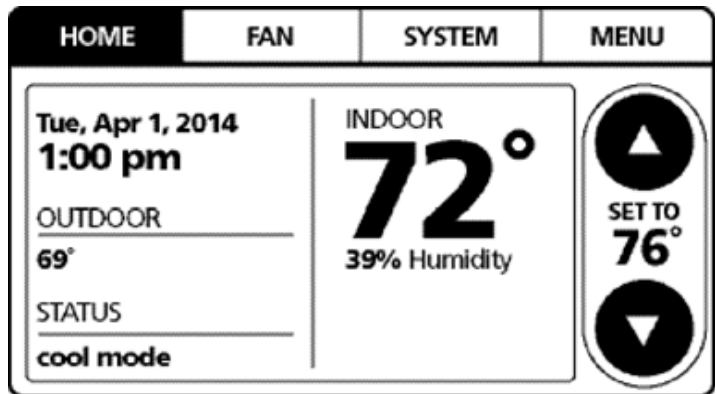 HOME FAN SYSTEM MENU
Tue, Apr 1, 2014
1:00 pm
OUTDOOR
69°
STATUS
cool mode
INDOOR
72°
39% Humidity
SET TO
76°